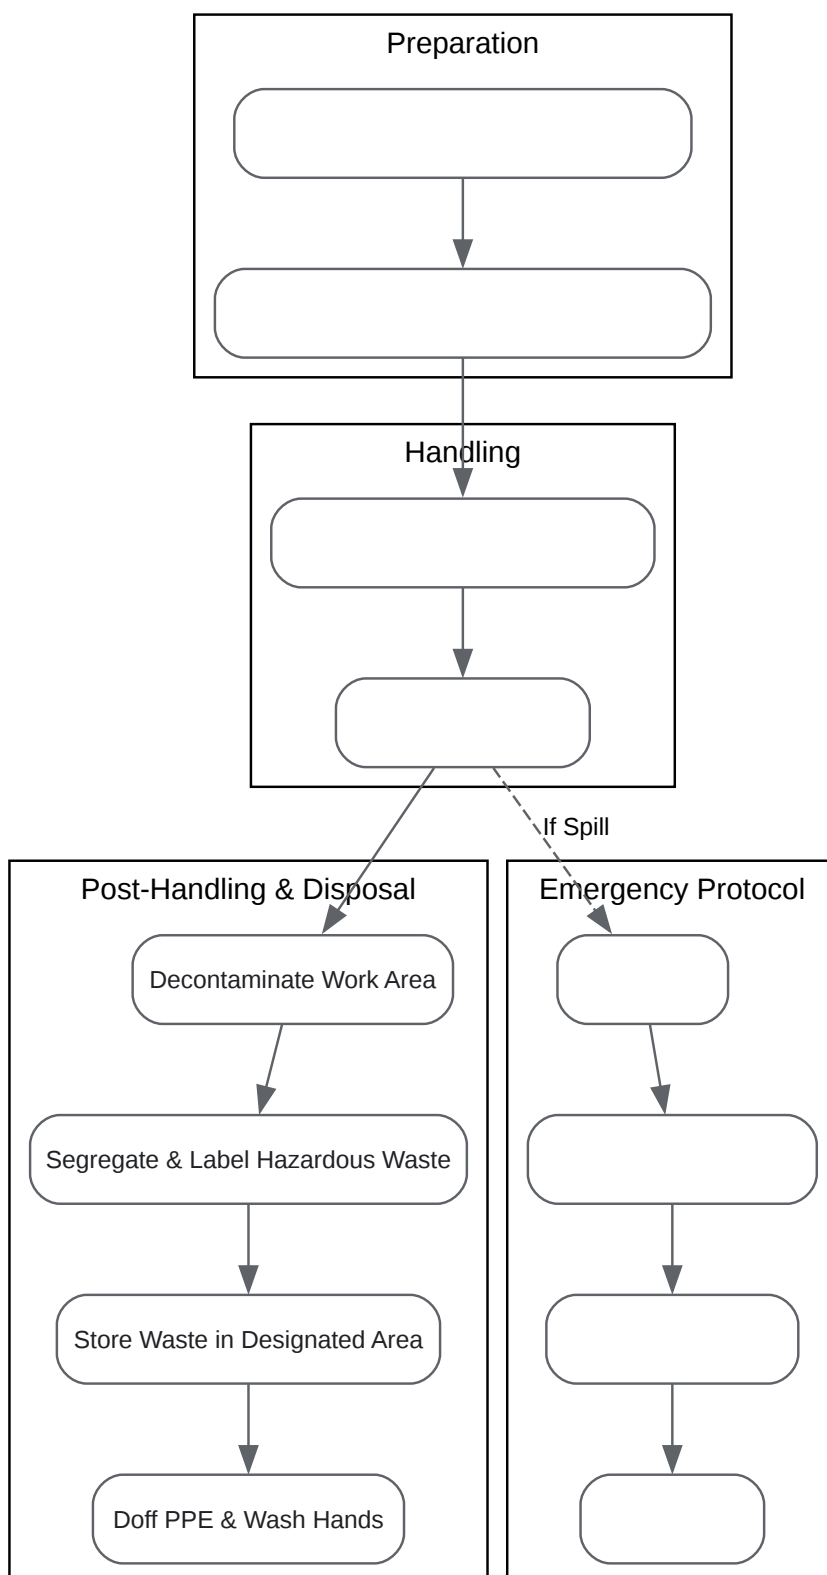 Preparation
Handling
If Spill
Post-Handling & Disposal
Emergency Protocol
Decontaminate Work Area
Segregate & Label Hazardous Waste
Store Waste in Designated Area
Doff PPE & Wash Hands